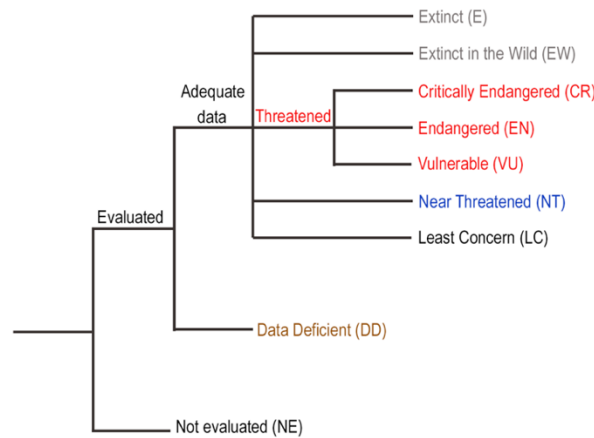 Extinct (E)
Extinct in the Wild (EW)
Adequate
data
Threatened
Critically Endangered (CR)
Endangered (EN)
Vulnerable (VU)
Near Threatened (NT)
Least Concern (LC)
Evaluated
Data Deficient (DD)
Not evaluated (NE)